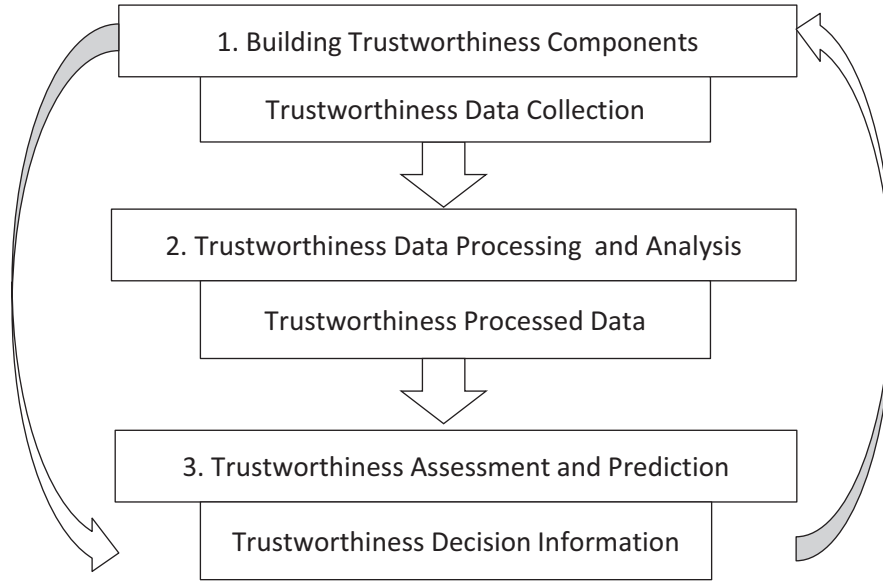 1. Building Trustworthiness Components
Trustworthiness Data Collection
2. Trustworthiness Data Processing and Analysis
Trustworthiness Processed Data
3. Trustworthiness Assessment and Prediction
Trustworthiness Decision Information